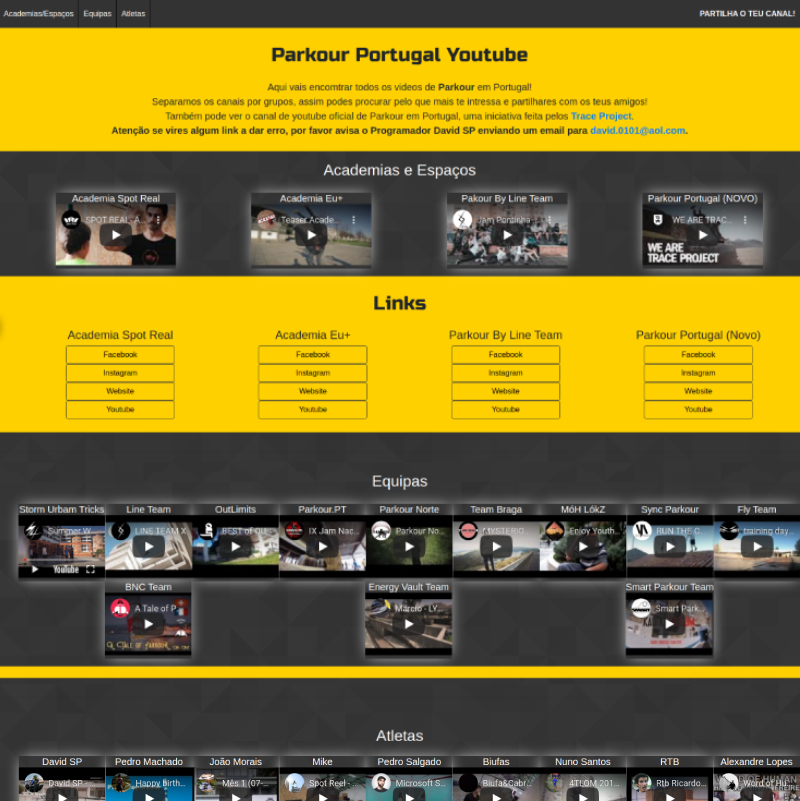 Academias/Espaços Equipas Atletas PARTILHA O TEU CANAL!
Parkour Portugal Youtube
Aqui vais encomtrar todos os videos de Parkour em Portugal!
Separamos os canais por grupos, assim podes procurar pelo que mais te intressa e partilhares com os teus amigos!
Também pode ver o canal de youtube oficial de Parkour em Portugal, uma iniciativa feita pelos Trace Project.
Atenção se vires algum link a dar erro, por favor avisa o Programador David SP enviando um email para david.0101@aol.com.
Academias e Espaços
Academia Spot Real Academia Eu+ Pakour By Line Team Parkour Portugal (NOVO)
SPOT REAL - A... Teaser Acade... Jam Portinha WE ARE TRAC...
WE ARE
TRACE PROJECT
Links
Academia Spot Real Academia Eu+ Parkour By Line Team Parkour Portugal (Novo)
Facebook Facebook Facebook Facebook
Instagram Instagram Instagram Instagram
Website Website Website Website
Youtube Youtube Youtube Youtube
Equipas
Storm Urbam Tricks Line Team OutLimits Parkour.PT Parkour Norte Team Braga MóH LókZ Sync Parkour Fly Team
Summer W... LINE TEAM X... BEST of OU... IX Jam Nac... Parkour No... MYSTERIO... Enjoy Youth... RUN THE C... training day...
YouTube
BNC Team Energy Vault Team Smart Parkour Team
A Tale of P Márcio - LY... Smart Park...
Atletas
David SP Pedro Machado João Morais Mike Pedro Salgado Biufas Nuno Santos RTB Alexandre Lopes
David SP - Happy birth... Mês 1 (07-... Spot Reel -... Microsoft S... Biufa&Cabr... 4TLOM 201... Rtb Ricardo... Word of Hu...